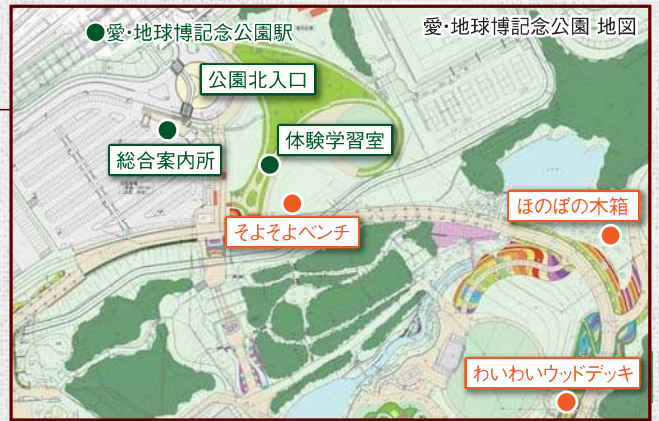 愛・地球博記念公園 地図
●愛・地球博記念公園駅
公園北入口
総合案内所
体験学習室
そよそよベンチ
ほのぼの木箱
わいわいウッドデッキ